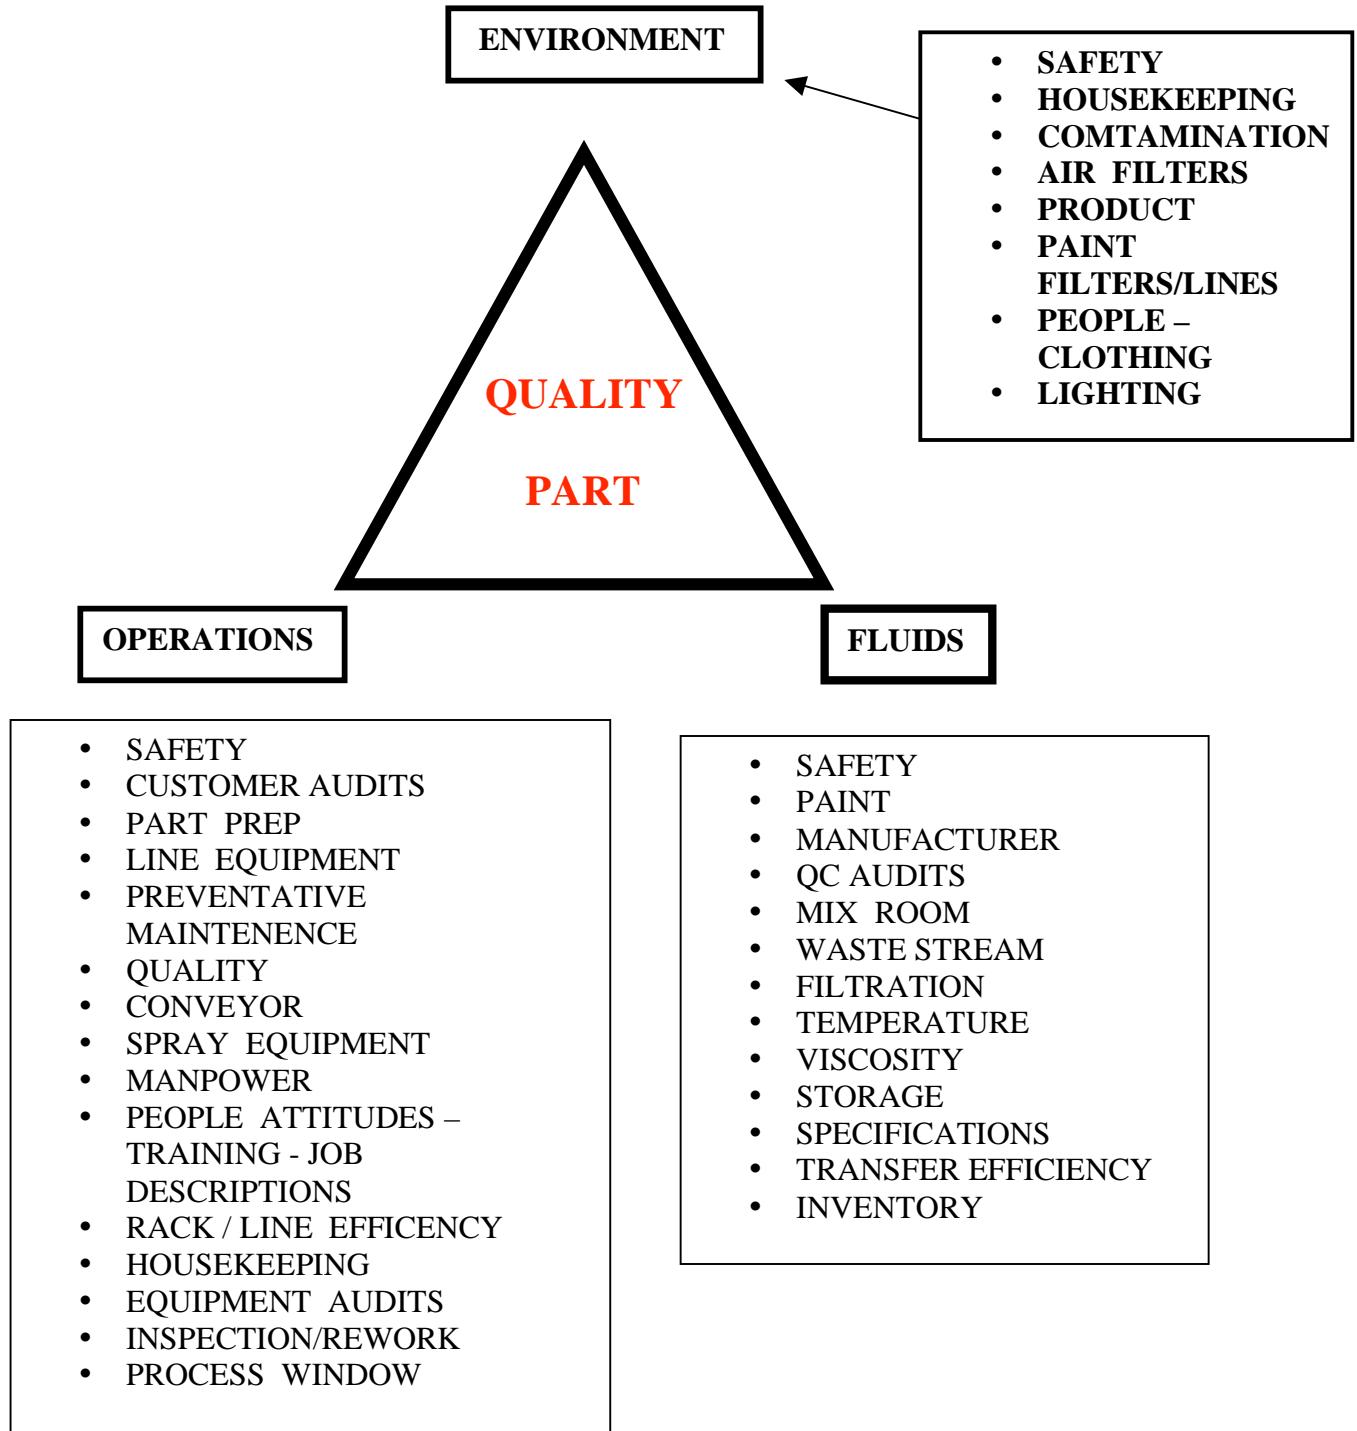 ENVIRONMENT
• SAFETY
• HOUSEKEEPING
• COMTAMINATION
• AIR FILTERS
• PRODUCT
• PAINT
FILTERS/LINES
• PEOPLE –
CLOTHING
• LIGHTING
QUALITY
PART
OPERATIONS
FLUIDS
• SAFETY
• CUSTOMER AUDITS
• PART PREP
• LINE EQUIPMENT
• PREVENTATIVE
MAINTENENCE
• QUALITY
• CONVEYOR
• SPRAY EQUIPMENT
• MANPOWER
• PEOPLE ATTITUDES –
TRAINING - JOB
DESCRIPTIONS
• RACK / LINE EFFICENCY
• HOUSEKEEPING
• EQUIPMENT AUDITS
• INSPECTION/REWORK
• PROCESS WINDOW
• SAFETY
• PAINT
• MANUFACTURER
• QC AUDITS
• MIX ROOM
• WASTE STREAM
• FILTRATION
• TEMPERATURE
• VISCOSITY
• STORAGE
• SPECIFICATIONS
• TRANSFER EFFICIENCY
• INVENTORY